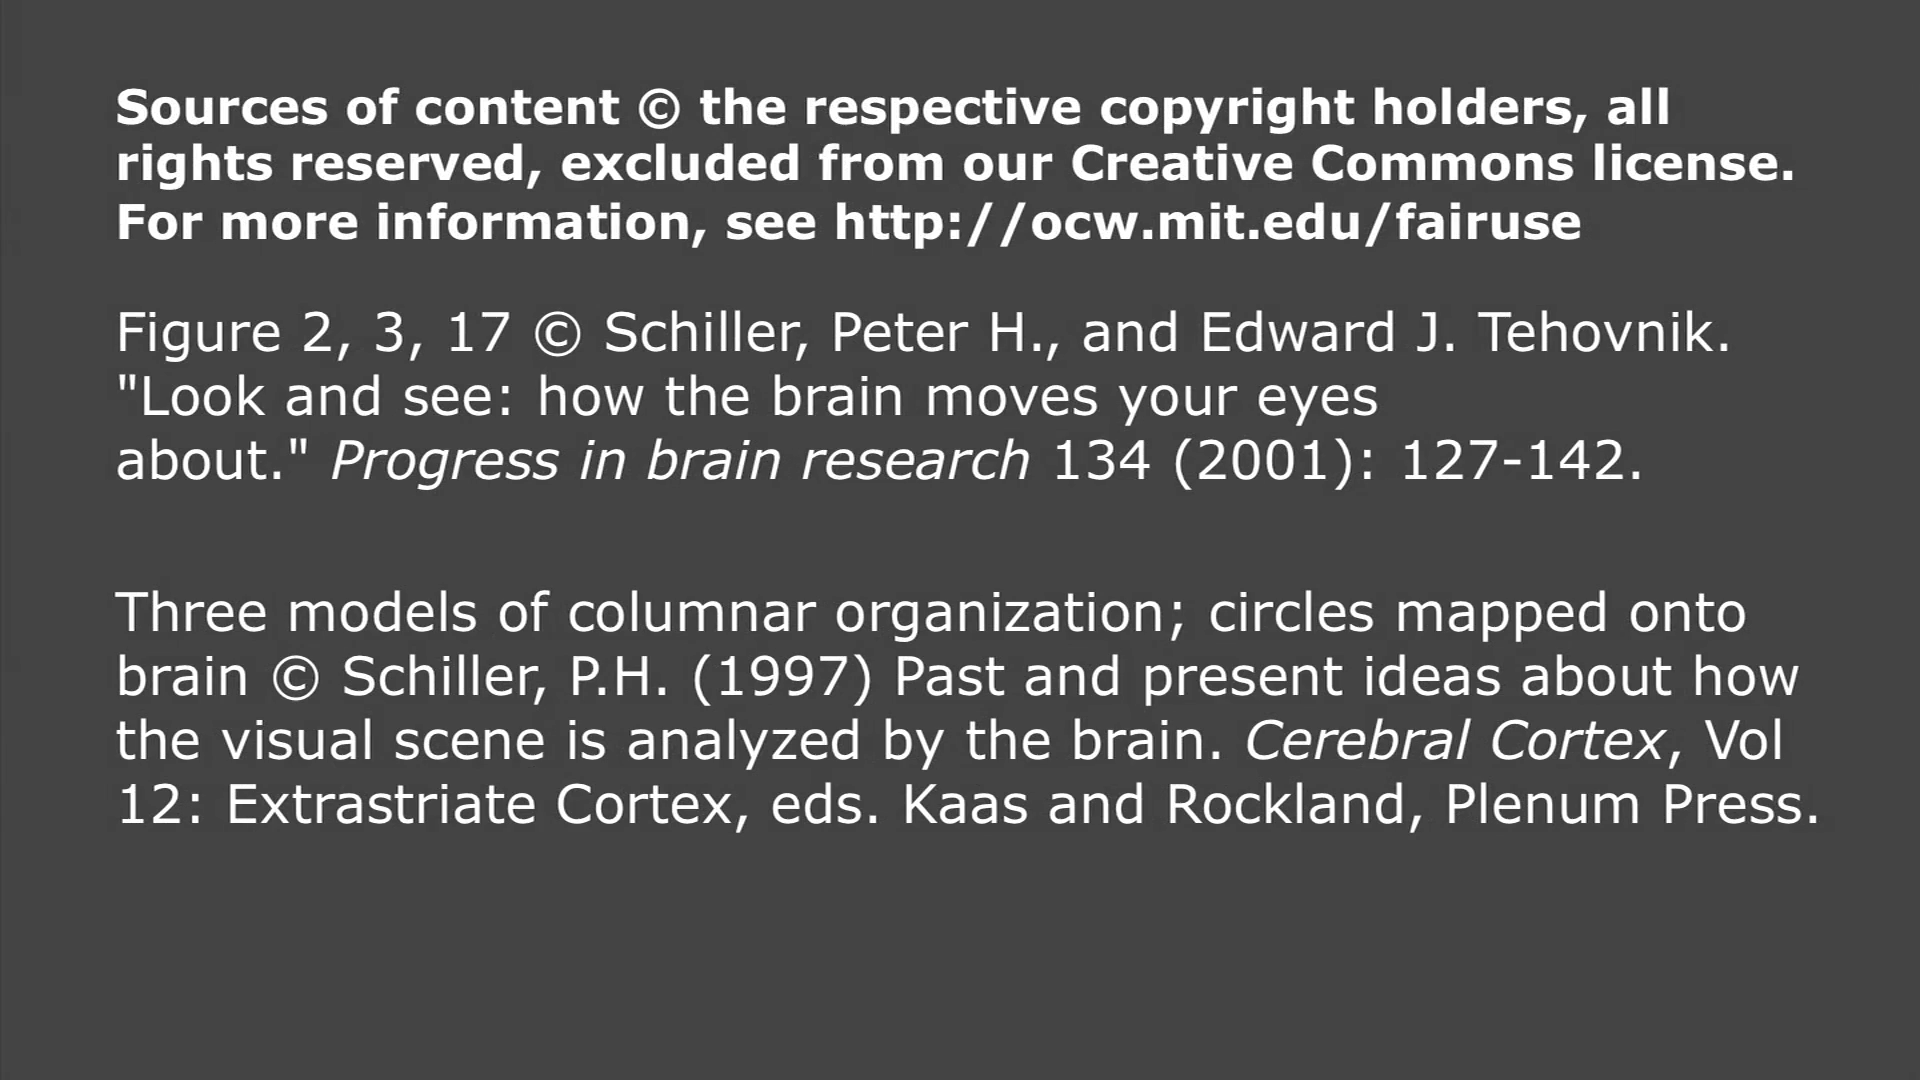 Sources of content © the respective copyright holders, all
rights reserved, excluded from our Creative Commons license.
For more information, see http://ocw.mit.edu/fairuse
Figure 2, 3, 17 © Schiller, Peter H., and Edward J. Tehovnik.
"Look and see: how the brain moves your eyes
about." Progress in brain research 134 (2001): 127-142.
Three models of columnar organization; circles mapped onto
brain © Schiller, P.H. (1997) Past and present ideas about how
the visual scene is analyzed by the brain. Cerebral Cortex, Vol
12: Extrastriate Cortex, eds. Kaas and Rockland, Plenum Press.